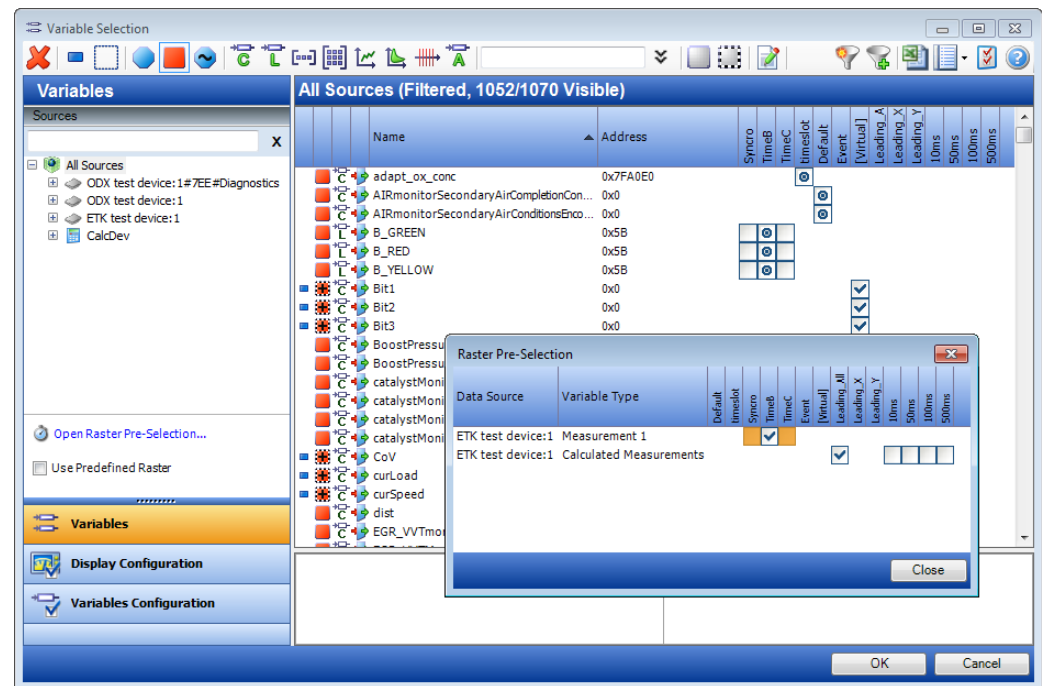 Variable Selection
Variables
All Sources (Filtered, 1052/1070 Visible)
Sources
X
All Sources
ODX test device:1#7EE#Diagnostics
ODX test device:1
ETK test device:1
CalcDev
Open Raster Pre-Selection...
Use Predefined Raster
Variables
Display Configuration
Variables Configuration
Name Address Syncro TimeB TimeC timeslot Default Event [Virtual] Leading_A Leading_X Leading_Y 10ms 50ms 100ms 500ms
adapt_ox_conc 0x7FA0E0
AIRmonitorSecondaryAirCompletionCon... 0x0
AIRmonitorSecondaryAirConditionsEnco... 0x0
B_GREEN 0x5B
B_RED 0x5B
B_YELLOW 0x5B
Bit1 0x0
Bit2 0x0
Bit3 0x0
BoostPressu
BoostPressu
catalystMoni
catalystMoni
catalystMoni
catalystMoni
CoV
curLoad
curSpeed
dist
EGR_VVTmo
Raster Pre-Selection
Data Source Variable Type Default timeslot Syncro TimeB TimeC Event [Virtual] Leading_All Leading_X Leading_Y 10ms 50ms 100ms 500ms
ETK test device:1 Measurement 1
ETK test device:1 Calculated Measurements
Close
OK Cancel